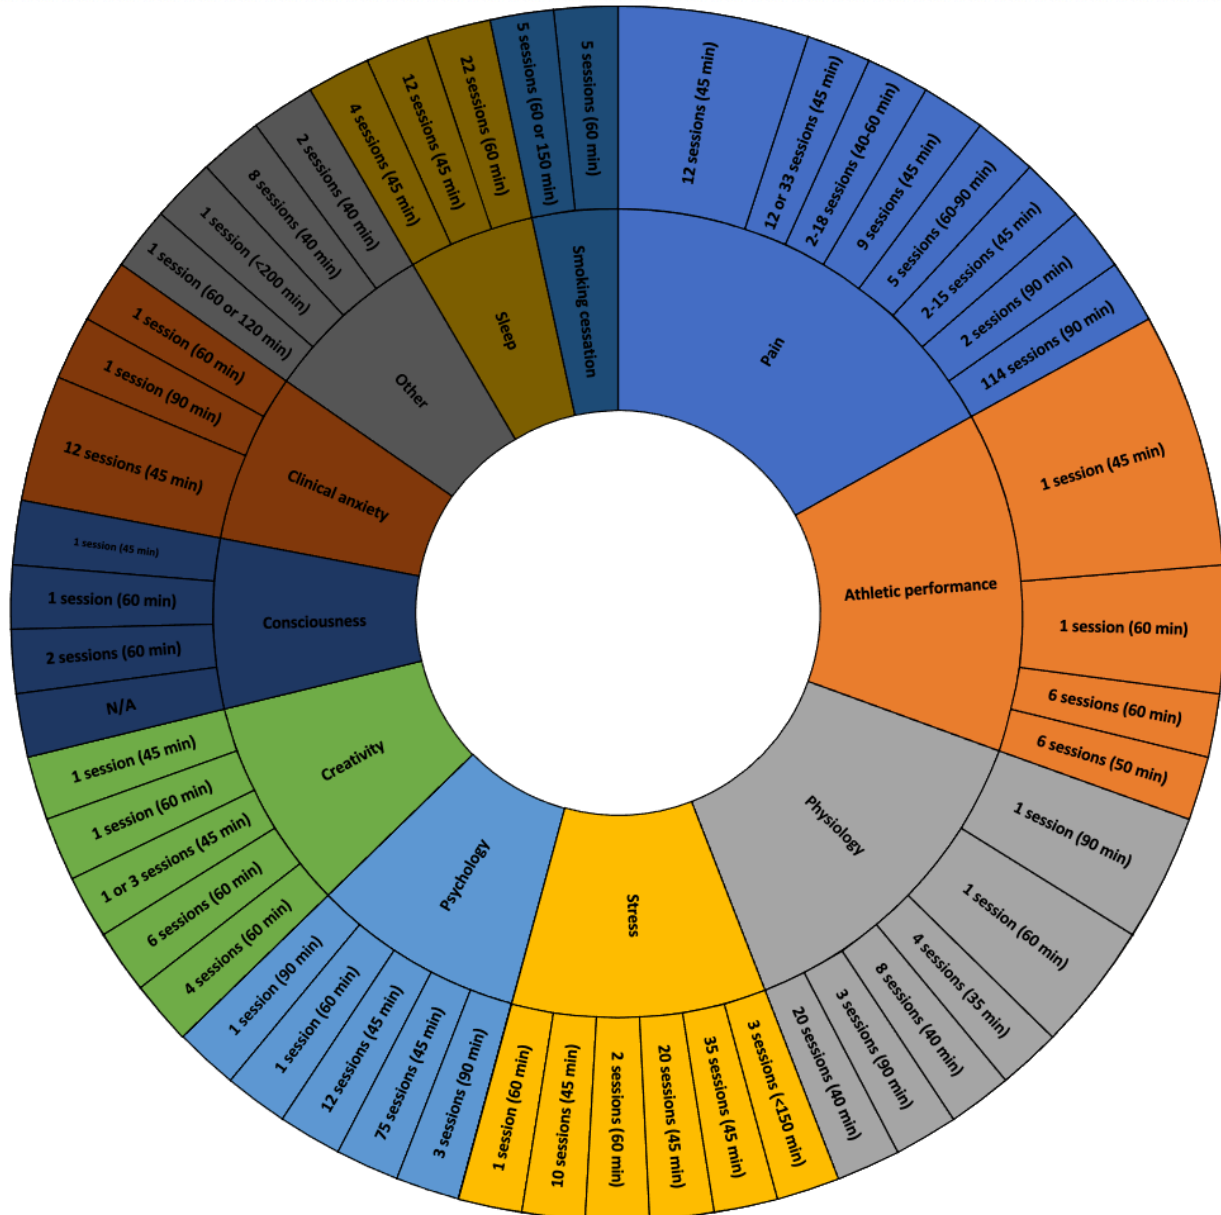 Pain
12 sessions (45 min)
12 or 33 sessions (45 min)
2-18 sessions (40-60 min)
9 sessions (45 min)
5 sessions (60-90 min)
2-15 sessions (45 min)
2 sessions (90 min)
114 sessions (90 min)
Athletic performance
1 session (45 min)
1 session (60 min)
6 sessions (60 min)
6 sessions (50 min)
Physiology
1 session (90 min)
1 session (60 min)
4 sessions (35 min)
8 sessions (40 min)
3 sessions (90 min)
20 sessions (40 min)
Stress
3 sessions (<150 min)
35 sessions (45 min)
20 sessions (45 min)
2 sessions (60 min)
10 sessions (45 min)
1 session (60 min)
Psychology
3 sessions (90 min)
75 sessions (45 min)
12 sessions (45 min)
1 session (60 min)
1 session (90 min)
Creativity
4 sessions (60 min)
6 sessions (60 min)
1 or 3 sessions (45 min)
1 session (60 min)
1 session (45 min)
Consciousness
N/A
2 sessions (60 min)
1 session (60 min)
1 session (45 min)
Clinical anxiety
12 sessions (45 min)
1 session (90 min)
1 session (60 min)
Other
1 session (60 or 120 min)
1 session (<200 min)
8 sessions (40 min)
2 sessions (40 min)
Sleep
4 sessions (45 min)
12 sessions (45 min)
22 sessions (60 min)
Smoking cessation
5 sessions (60 or 150 min)
5 sessions (60 min)